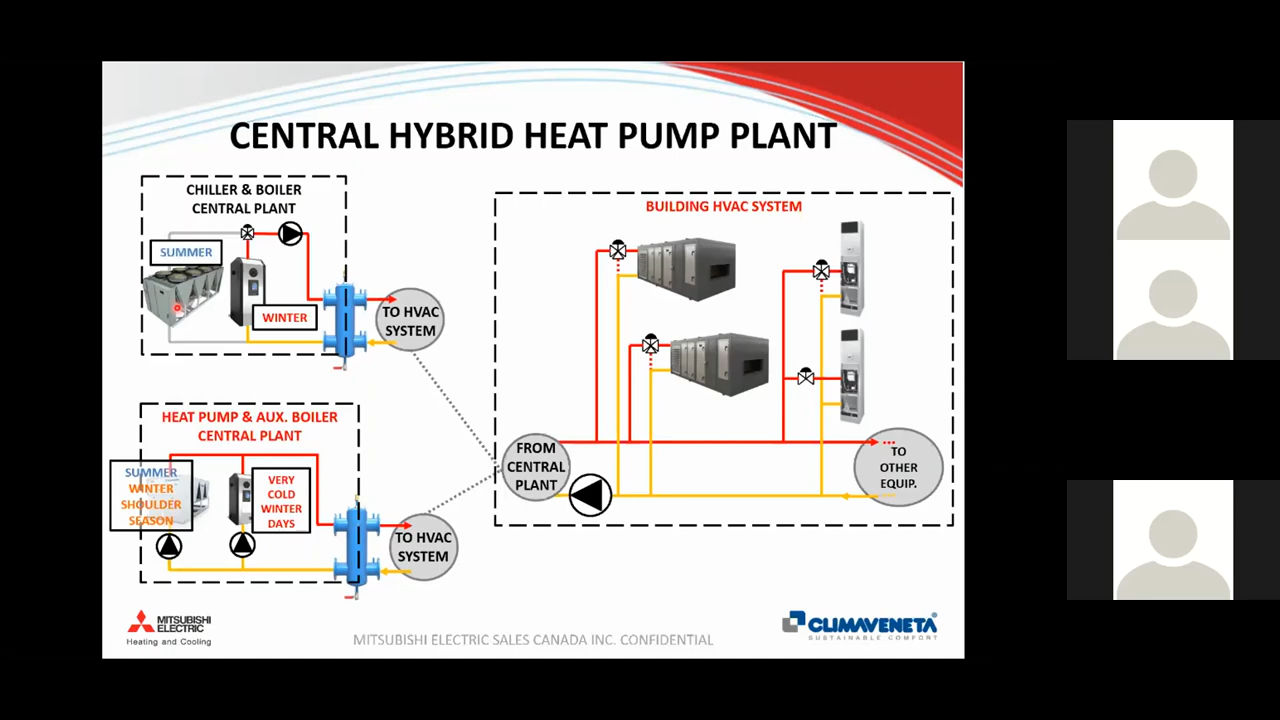 CENTRAL HYBRID HEAT PUMP PLANT
CHILLER & BOILER
CENTRAL PLANT
SUMMER
WINTER
TO HVAC
SYSTEM
HEAT PUMP & AUX. BOILER
CENTRAL PLANT
SUMMER
WINTER
SHOULDER
SEASON
VERY
COLD
WINTER
DAYS
TO HVAC
SYSTEM
BUILDING HVAC SYSTEM
FROM
CENTRAL
PLANT
TO
OTHER
EQUIP.
MITSUBISHI
ELECTRIC
Heating and Cooling
MITSUBISHI ELECTRIC SALES CANADA INC. CONFIDENTIAL
CLIMAVENETA
SUSTAINABLE COMFORT